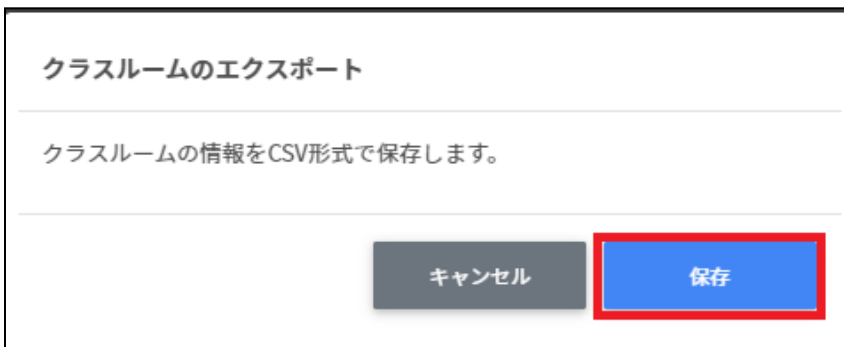 クラスルームのエクスポート
クラスルームの情報をCSV形式で保存します。
キャンセル 保存